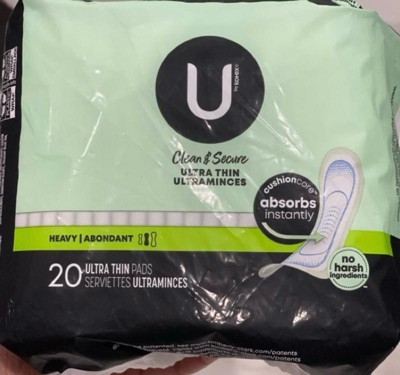 U
BY KOTEX
Clean & Secure
ULTRA THIN
ULTRAMINCES
cushioncore™
absorbs
instantly
HEAVY | ABONDANT
no
harsh
ingredients
20 ULTRA THIN PADS
SERVIETTES ULTRAMINCES